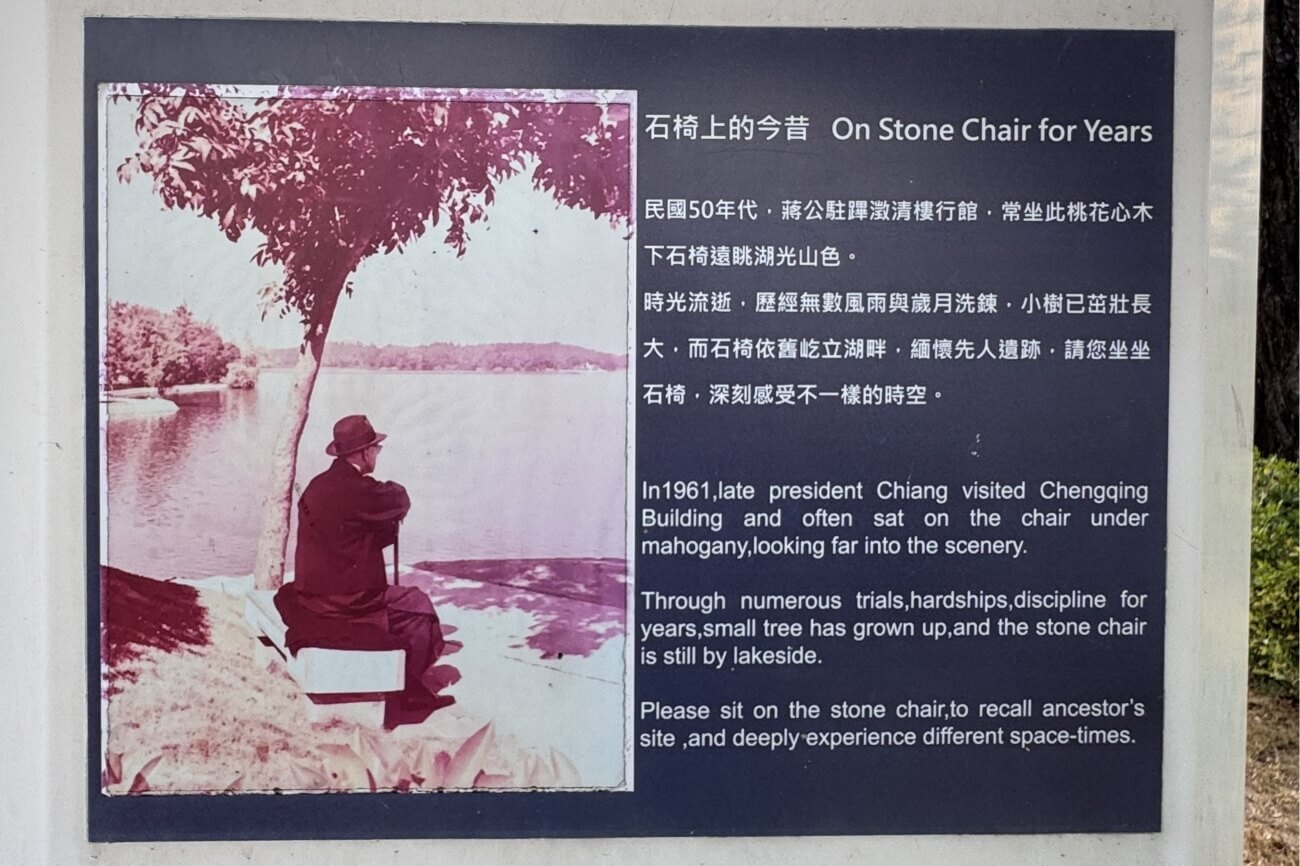 石椅上的今昔 On Stone Chair for Years
民國50年代，蔣公駐蹕澂清樓行館，常坐此桃花心木
下石椅遠眺湖光山色。
時光流逝，歷經無數風雨與歲月洗鍊，小樹已茁壯長
大，而石椅依舊屹立湖畔，緬懷先人遺跡，請您坐坐
石椅，深刻感受不一樣的時空。
In1961,late president Chiang visited Chengqing
Building and often sat on the chair under
mahogany,looking far into the scenery.
Through numerous trials,hardships,discipline for
years,small tree has grown up,and the stone chair
is still by lakeside.
Please sit on the stone chair,to recall ancestor's
site ,and deeply experience different space-times.